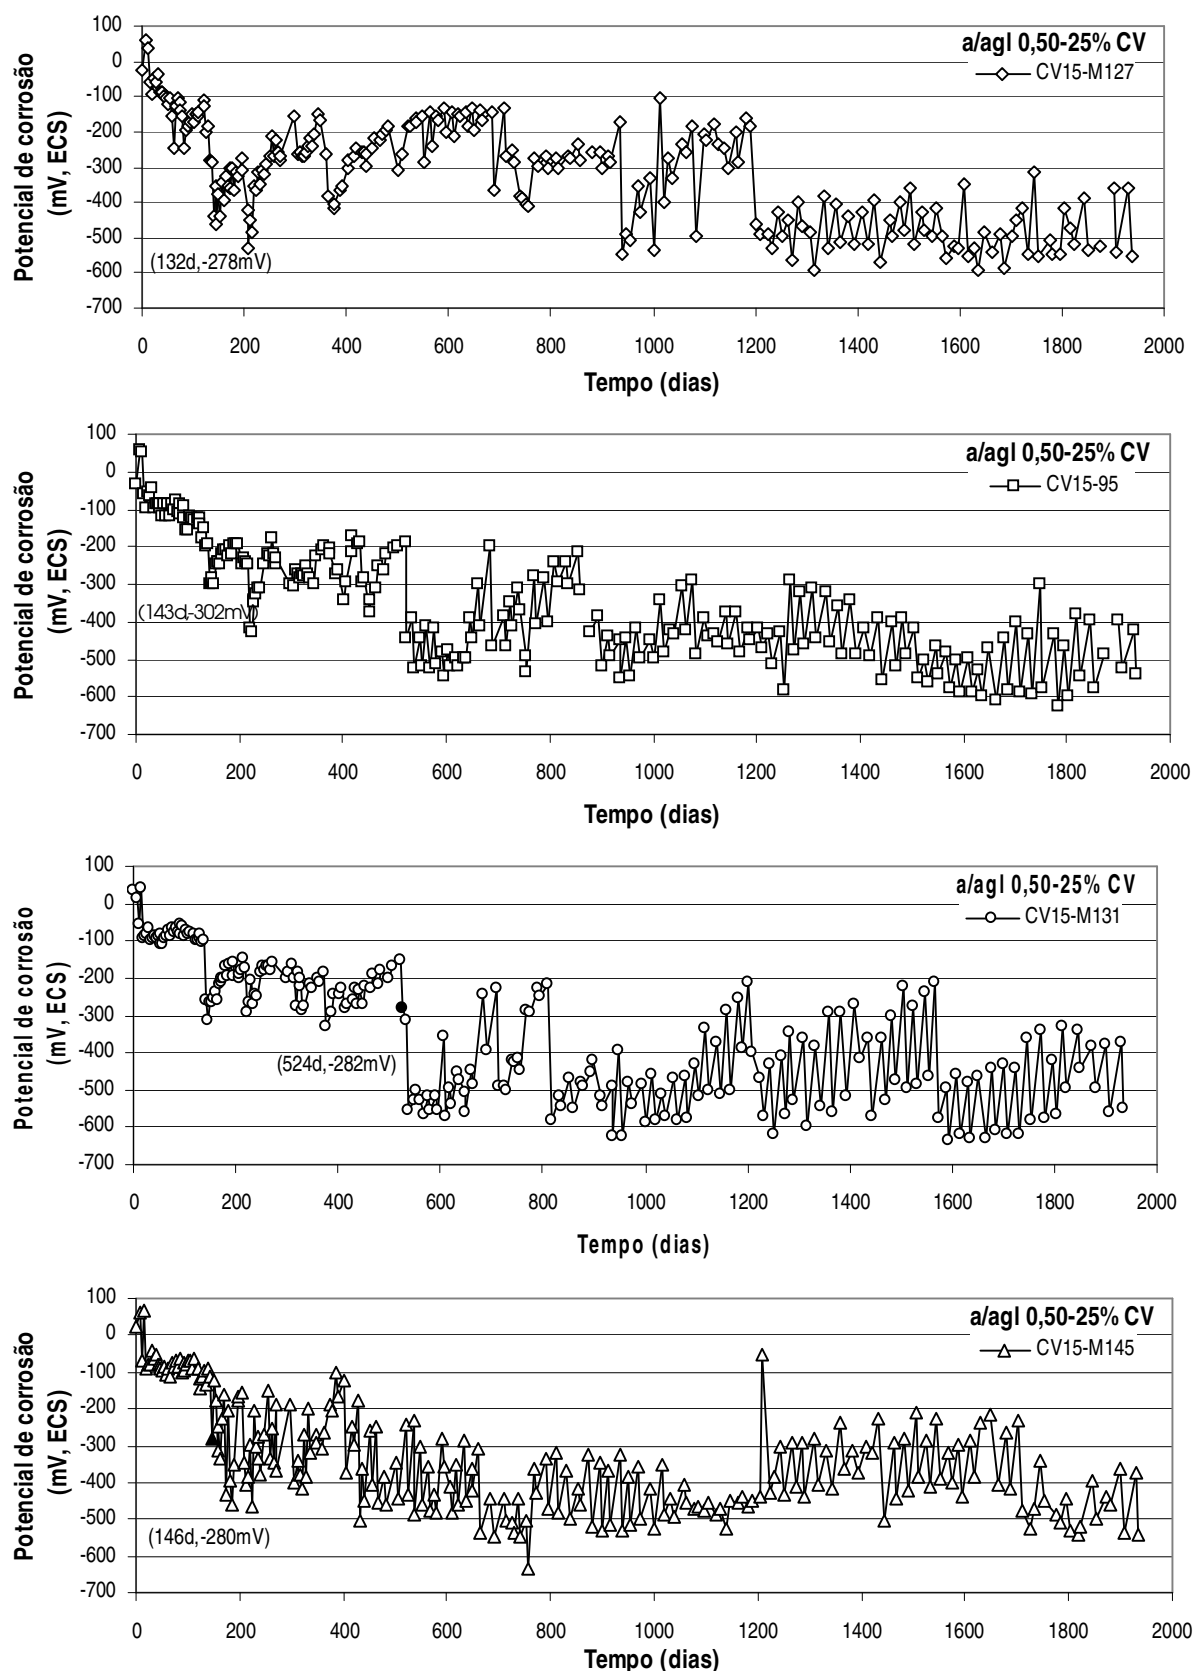 100
0
-100
-200
-300
-400
-500
-600
-700
Potencial de corrosão
(mV, ECS)
a/agl 0,50-25% CV
CV15-M127
(132d,-278mV)
0 200 400 600 800 1000 1200 1400 1600 1800 2000
Tempo (dias)
100
0
-100
-200
-300
-400
-500
-600
-700
Potencial de corrosão
(mV, ECS)
a/agl 0,50-25% CV
CV15-95
(143d,-302mV)
0 200 400 600 800 1000 1200 1400 1600 1800 2000
Tempo (dias)
100
0
-100
-200
-300
-400
-500
-600
-700
Potencial de corrosão
(mV, ECS)
a/agl 0,50-25% CV
CV15-M131
(524d,-282mV)
0 200 400 600 800 1000 1200 1400 1600 1800 2000
Tempo (dias)
100
0
-100
-200
-300
-400
-500
-600
-700
Potencial de corrosão
(mV, ECS)
a/agl 0,50-25% CV
CV15-M145
(146d,-280mV)
0 200 400 600 800 1000 1200 1400 1600 1800 2000
Tempo (dias)